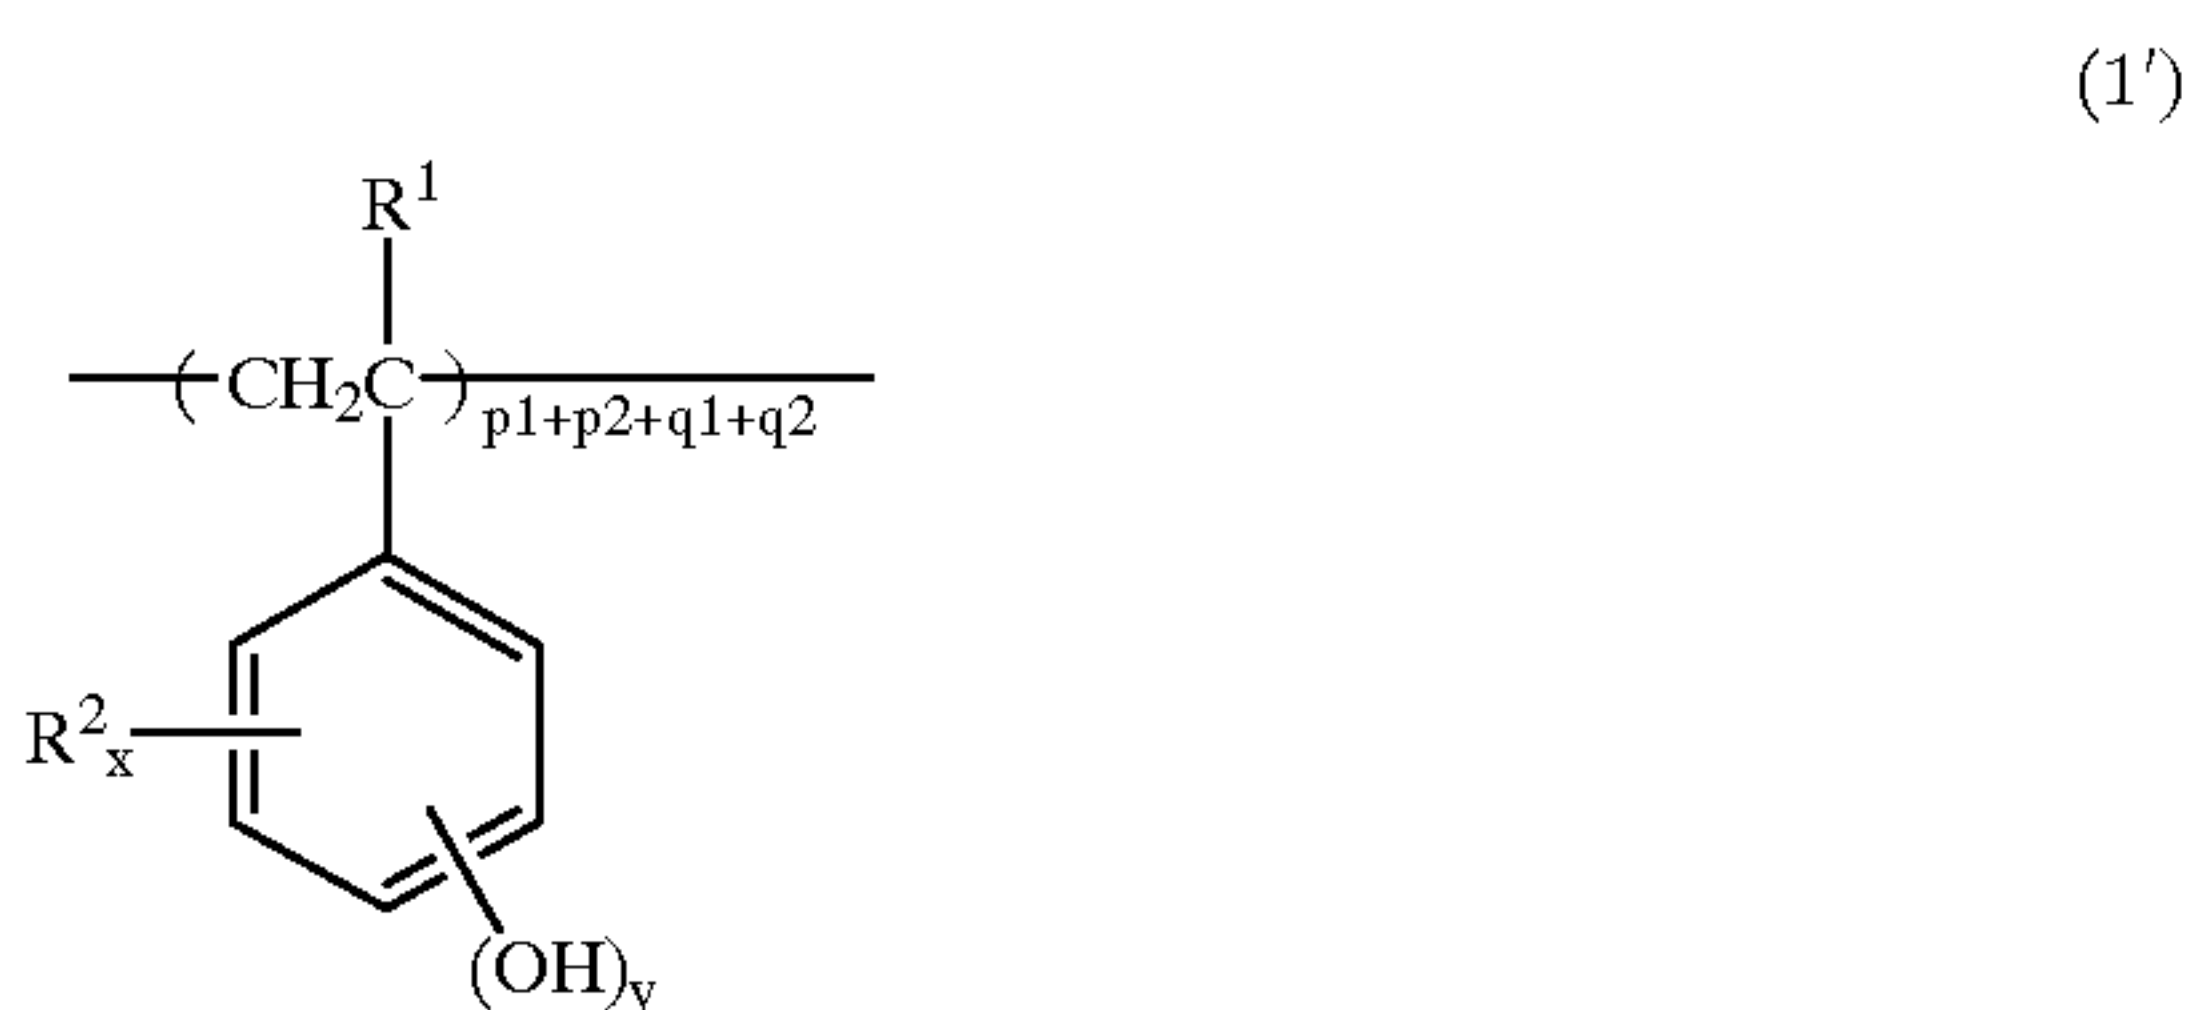 (1′)
R¹
(CH₂C)p1+p2+q1+q2
R²x
(OH)y